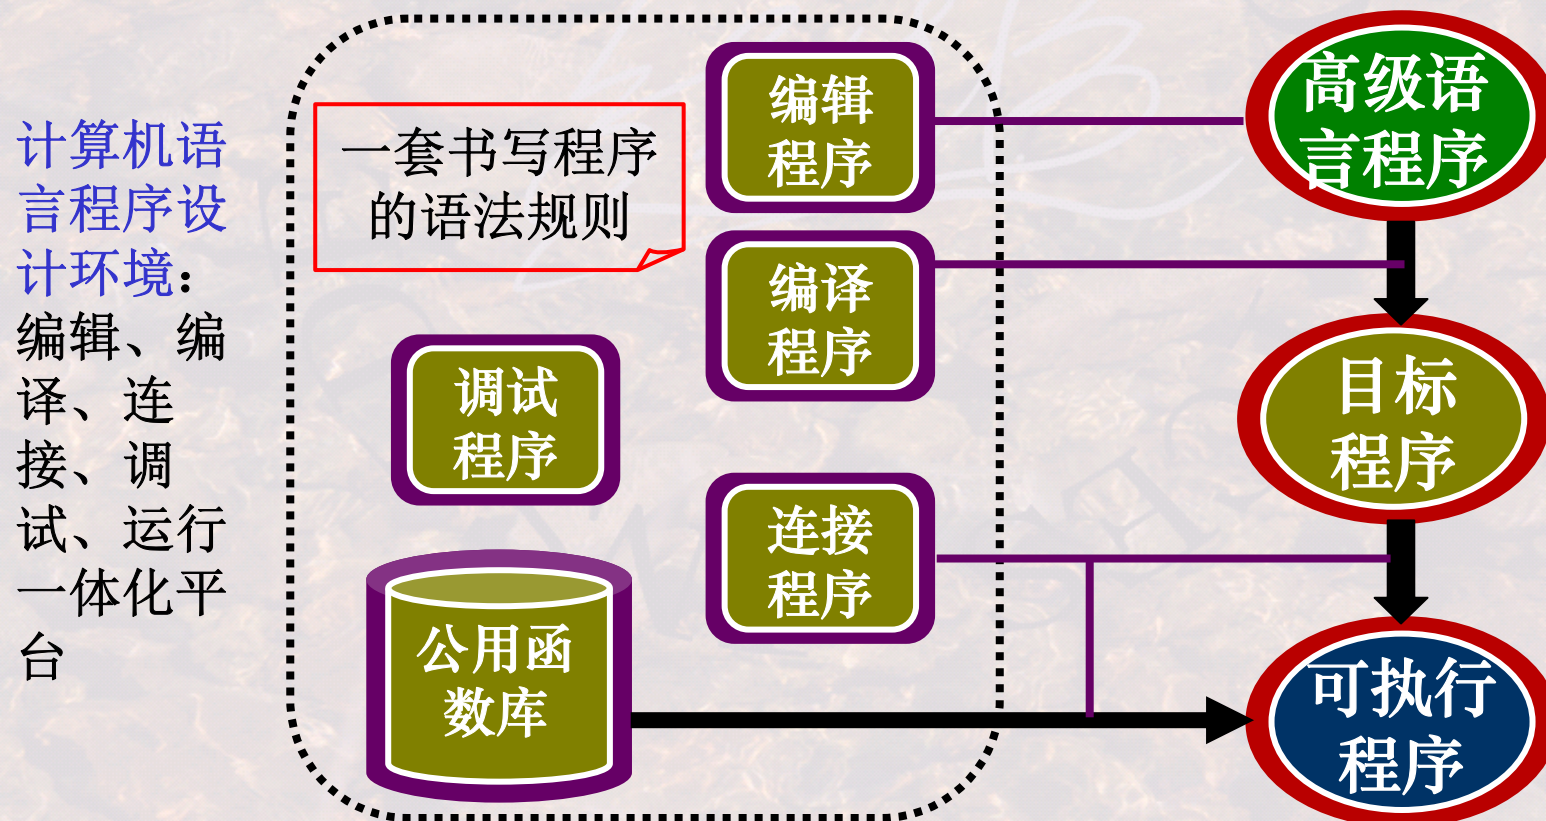 计算机语
言程序设
计环境：
编辑、编
译、连
接、调
试、运行
一体化平
台
一套书写程序
的语法规则
编辑
程序
编译
程序
调试
程序
连接
程序
公用函
数库
高级语
言程序
目标
程序
可执行
程序